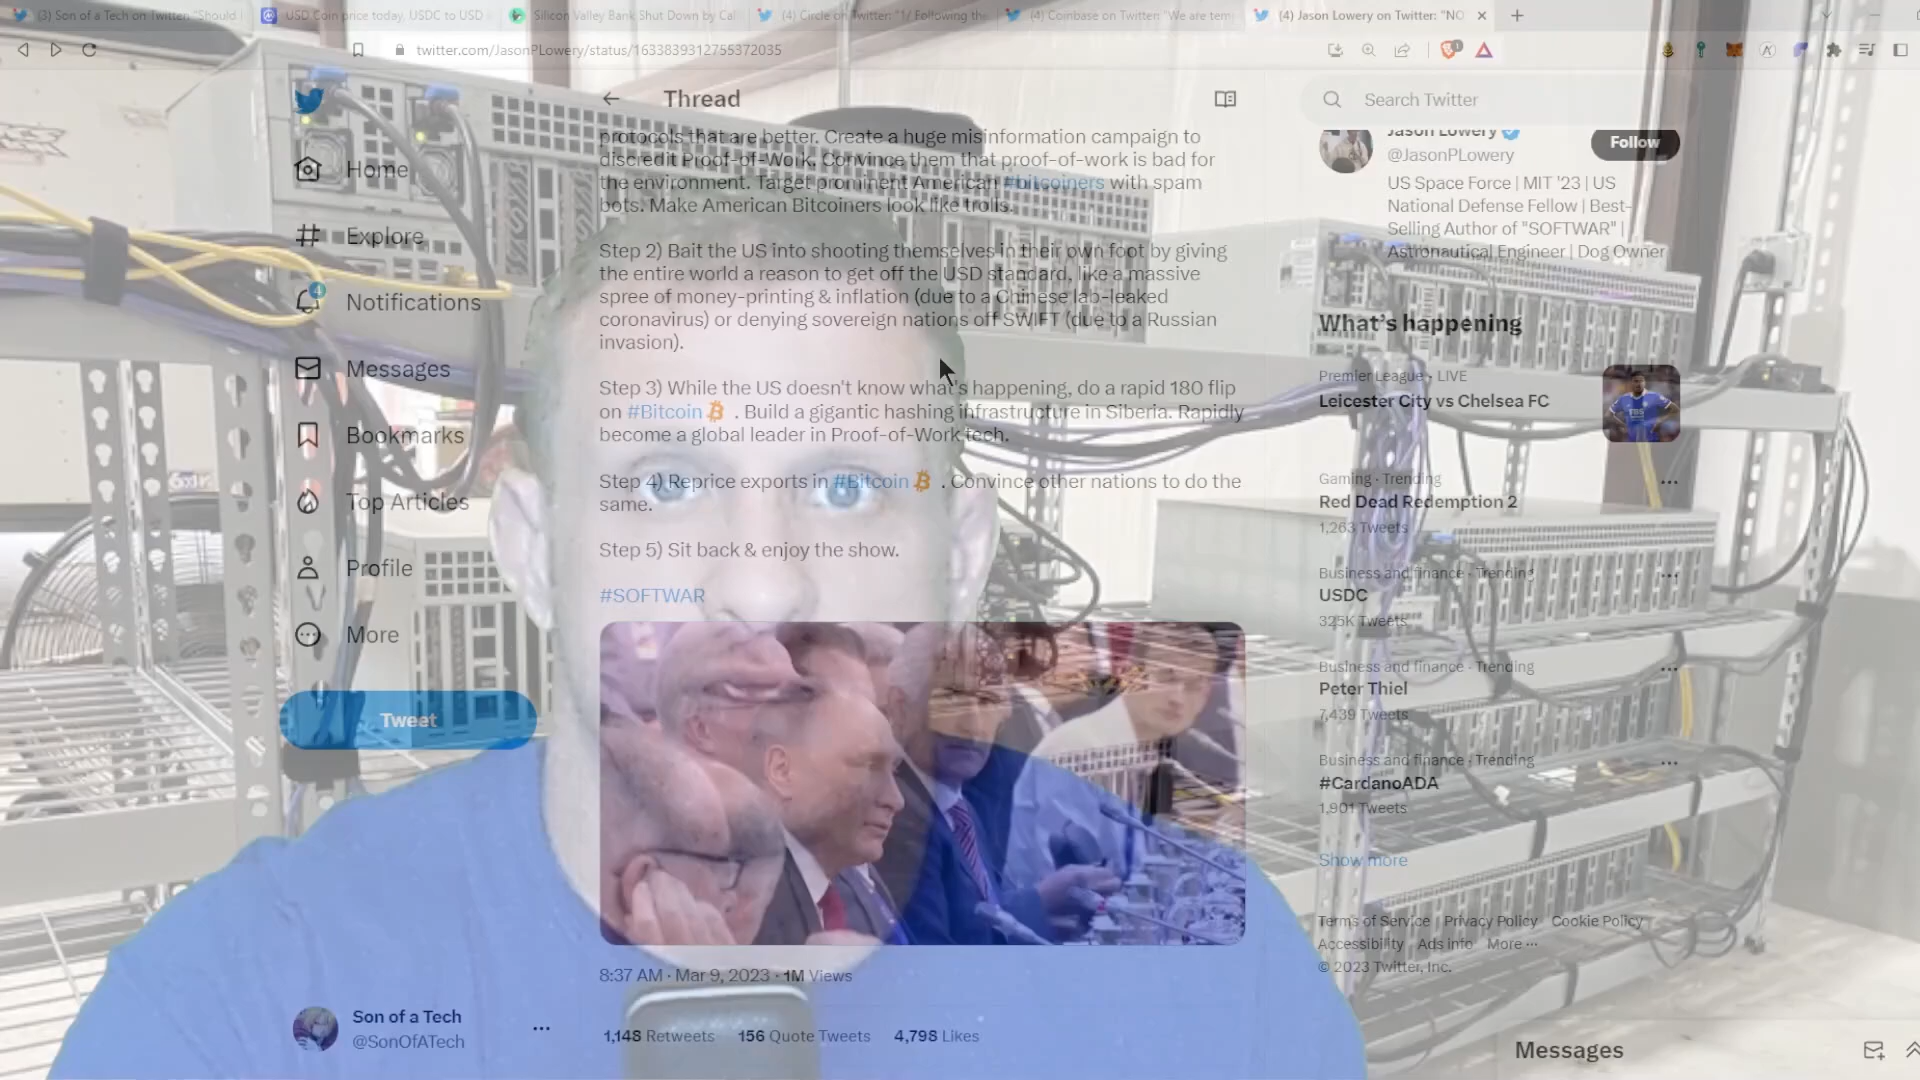 (3) Son of a Tech on Twitter: "Should
USD Coin price today, USDC to USD
Silicon Valley Bank Shut Down by Cal
(4) Circle on Twitter: "1/ Following the
(4) Coinbase on Twitter: "We are tem
(4) Jason Lowery on Twitter: "NO
twitter.com/JasonPLowery/status/1633839312755372035
Home
Explore
4
Notifications
Messages
Bookmarks
Top Articles
Profile
More
Tweet
Son of a Tech
@SonOfATech
Thread
protocols that are better. Create a huge misinformation campaign to
discredit Proof-of-Work. Convince them that proof-of-work is bad for
the environment. Target prominent American #bitcoiners with spam
bots. Make American Bitcoiners look like trolls.
Step 2) Bait the US into shooting themselves in their own foot by giving
the entire world a reason to get off the USD standard, like a massive
spree of money-printing & inflation (due to a Chinese lab-leaked
coronavirus) or denying sovereign nations off SWIFT (due to a Russian
invasion).
Step 3) While the US doesn't know what's happening, do a rapid 180 flip
on #Bitcoin . Build a gigantic hashing infrastructure in Siberia. Rapidly
become a global leader in Proof-of-Work tech.
Step 4) Reprice exports in #Bitcoin . Convince other nations to do the
same.
Step 5) Sit back & enjoy the show.
#SOFTWAR
8:37 AM · Mar 9, 2023 · 1M Views
1,148 Retweets 156 Quote Tweets 4,798 Likes
Search Twitter
Jason Lowery
@JasonPLowery
Follow
US Space Force | MIT '23 | US
National Defense Fellow | Best-
Selling Author of "SOFTWAR" |
Astronautical Engineer | Dog Owner
What's happening
Premier League · LIVE
Leicester City vs Chelsea FC
Gaming · Trending
Red Dead Redemption 2
1,263 Tweets
Business and finance · Trending
USDC
325K Tweets
Business and finance · Trending
Peter Thiel
7,439 Tweets
Business and finance · Trending
#CardanoADA
1,901 Tweets
Show more
Terms of Service Privacy Policy Cookie Policy
Accessibility Ads info More ···
© 2023 Twitter, Inc.
Messages